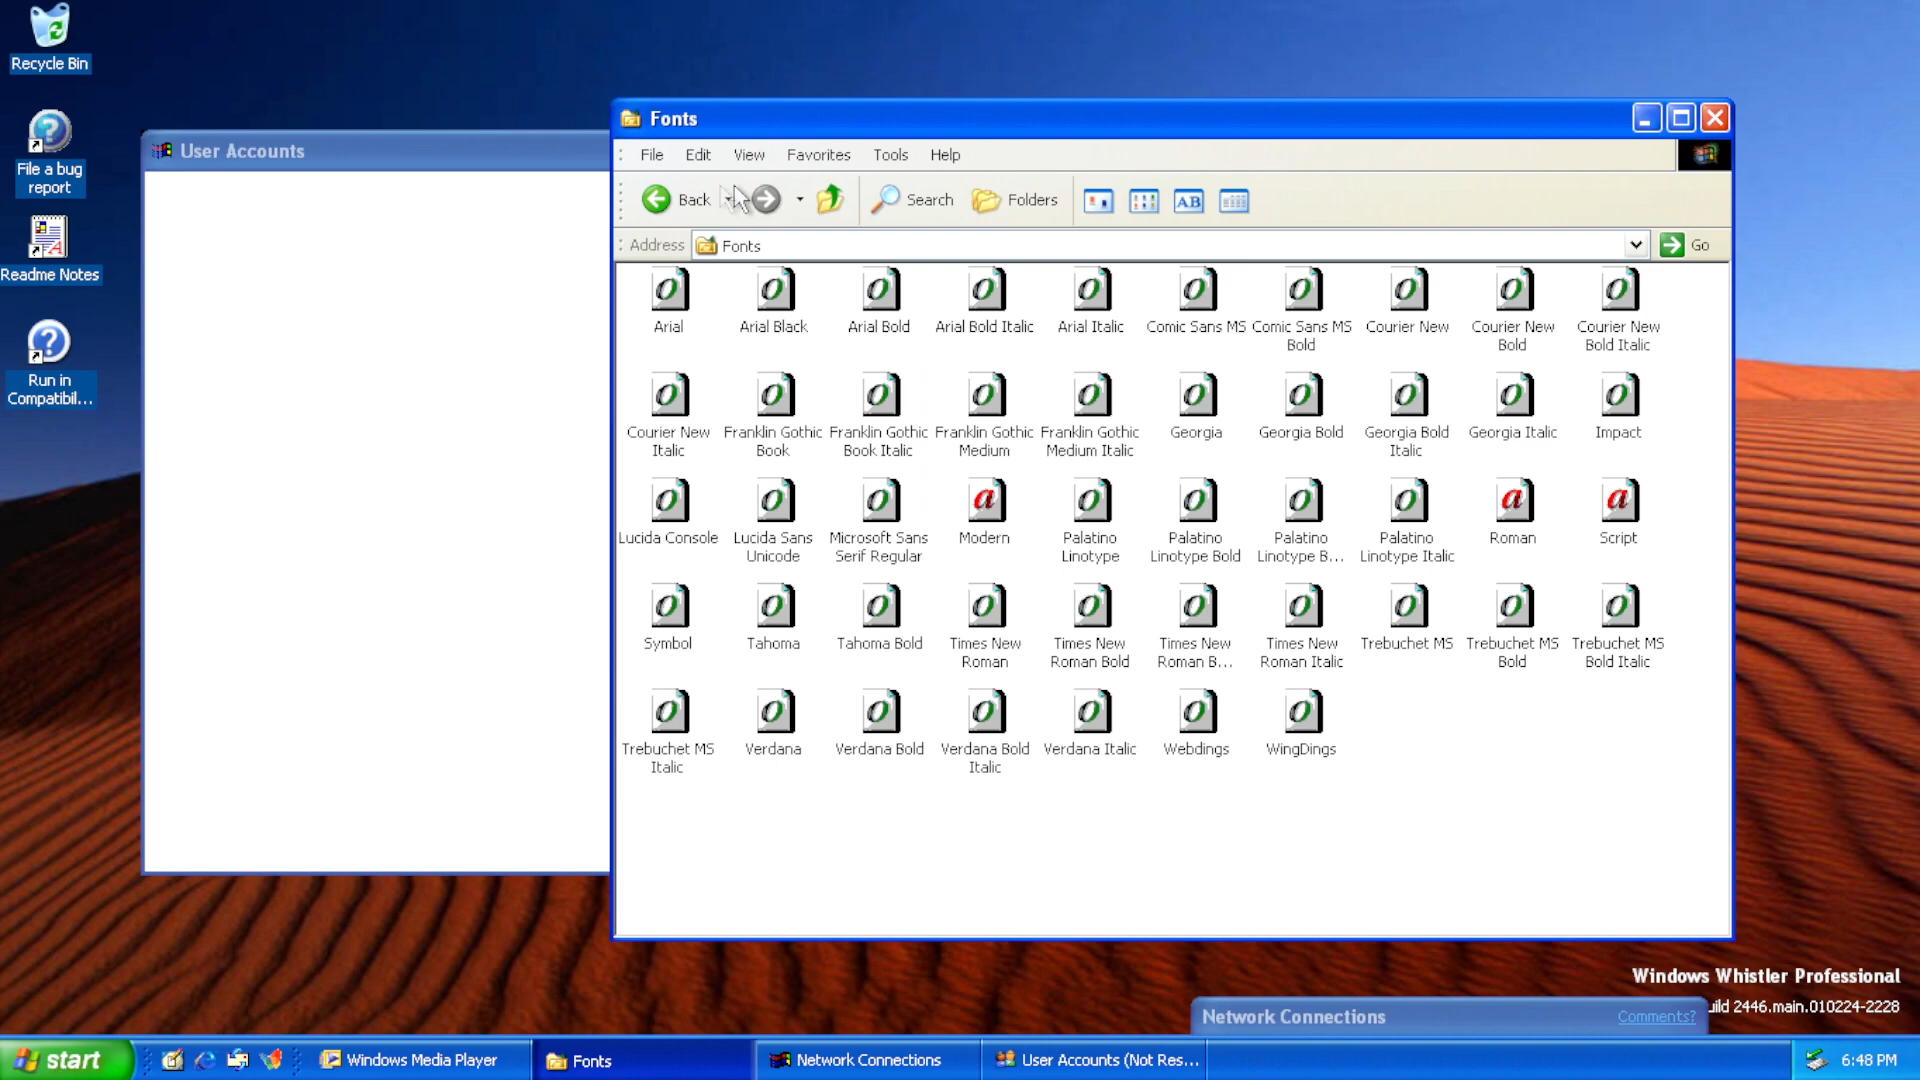 Recycle Bin
File a bug
report
Readme Notes
Run in
Compatibil...
User Accounts
Fonts
File Edit View Favorites Tools Help
Back Search Folders AB
Address Fonts Go
Arial Arial Black Arial Bold Arial Bold Italic Arial Italic Comic Sans MS Comic Sans MS Courier New Courier New Courier New
Bold Bold Bold Italic
Courier New Franklin Gothic Franklin Gothic Franklin Gothic Franklin Gothic Georgia Georgia Bold Georgia Bold Georgia Italic Impact
Italic Book Book Italic Medium Medium Italic Italic
Lucida Console Lucida Sans Microsoft Sans Modern Palatino Palatino Palatino Palatino Roman Script
Unicode Serif Regular Linotype Linotype Bold Linotype B... Linotype Italic
Symbol Tahoma Tahoma Bold Times New Times New Times New Times New Trebuchet MS Trebuchet MS Trebuchet MS
Roman Roman Bold Roman B... Roman Italic Bold Bold Italic
Trebuchet MS Verdana Verdana Bold Verdana Bold Verdana Italic Webdings WingDings
Italic Italic
Windows Whistler Professional
2446.main.010224-2228
Network Connections Comments?
start Windows Media Player Fonts Network Connections User Accounts (Not Res... 6:48 PM